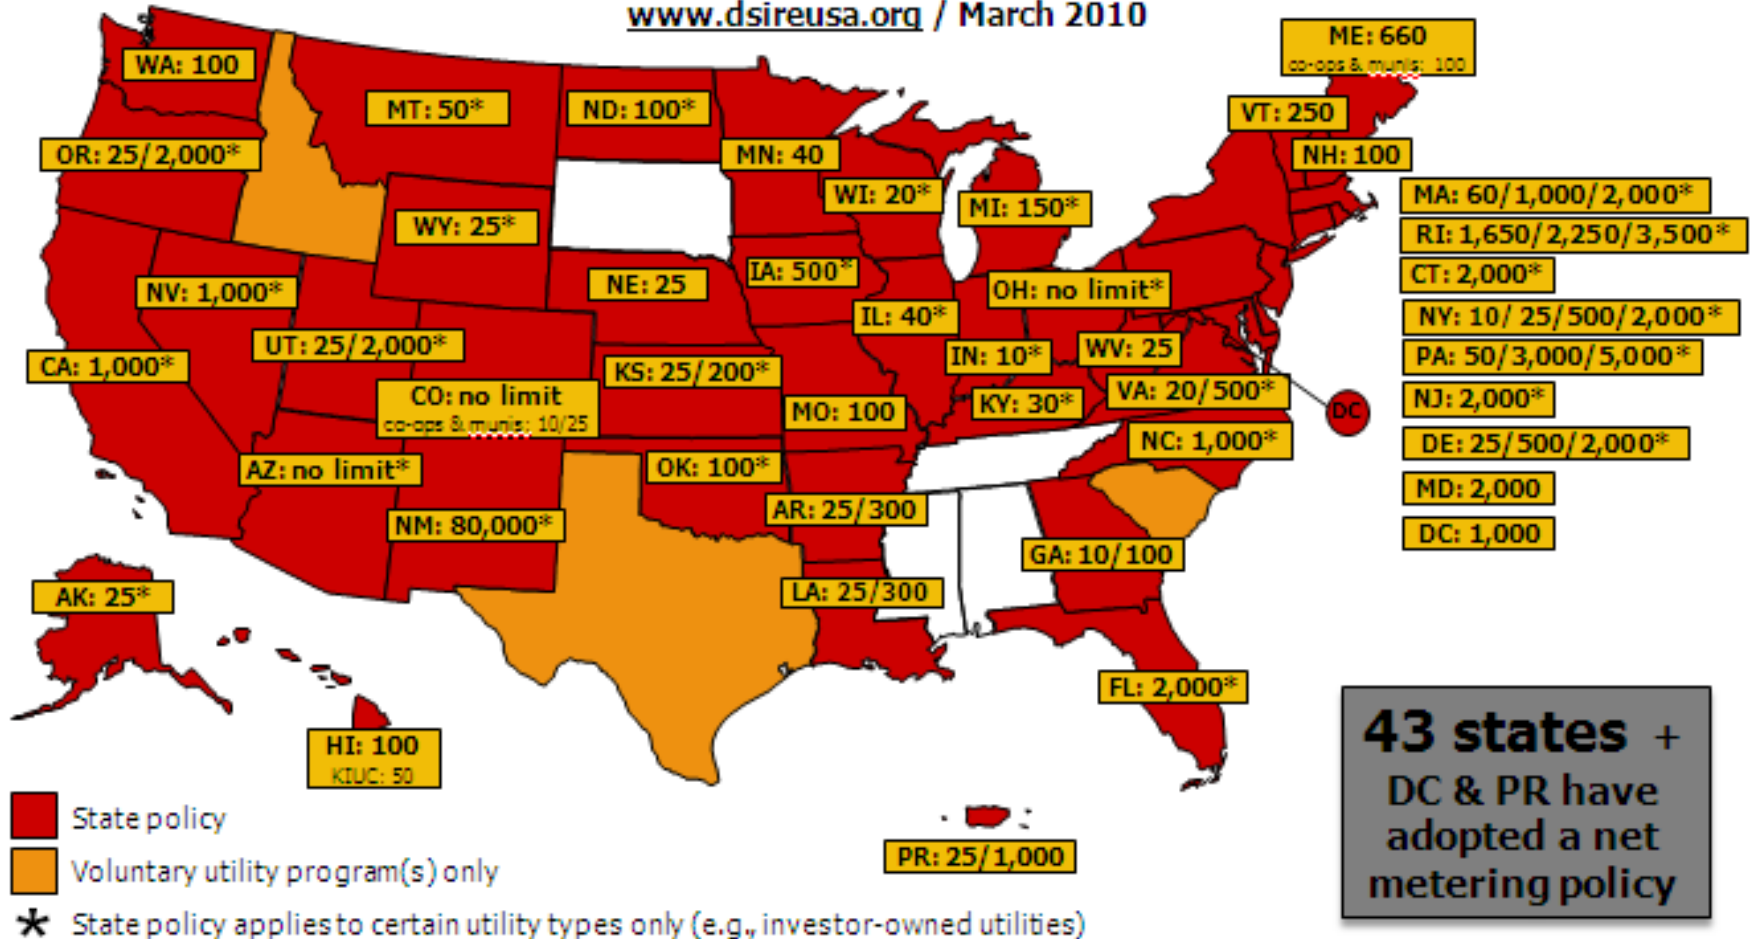 www.dsireusa.org / March 2010
ME: 660
co-ops & munis: 100
WA: 100
MT: 50*
ND: 100*
VT: 250
OR: 25/2,000*
MN: 40
NH: 100
WI: 20*
MI: 150*
MA: 60/1,000/2,000*
WY: 25*
RI: 1,650/2,250/3,500*
IA: 500*
CT: 2,000*
NV: 1,000*
NE: 25
OH: no limit*
IL: 40*
NY: 10/ 25/500/2,000*
UT: 25/2,000*
IN: 10*
WV: 25
PA: 50/3,000/5,000*
CA: 1,000*
KS: 25/200*
CO: no limit
co-ops & munis: 10/25
VA: 20/500*
KY: 30*
NJ: 2,000*
MO: 100
DC
NC: 1,000*
DE: 25/500/2,000*
AZ: no limit*
OK: 100*
MD: 2,000
AR: 25/300
NM: 80,000*
DC: 1,000
GA: 10/100
AK: 25*
LA: 25/300
FL: 2,000*
HI: 100
KIUC: 50
PR: 25/1,000
43 states +
DC & PR have
adopted a net
metering policy
State policy
Voluntary utility program(s) only
* State policy applies to certain utility types only (e.g., investor-owned utilities)